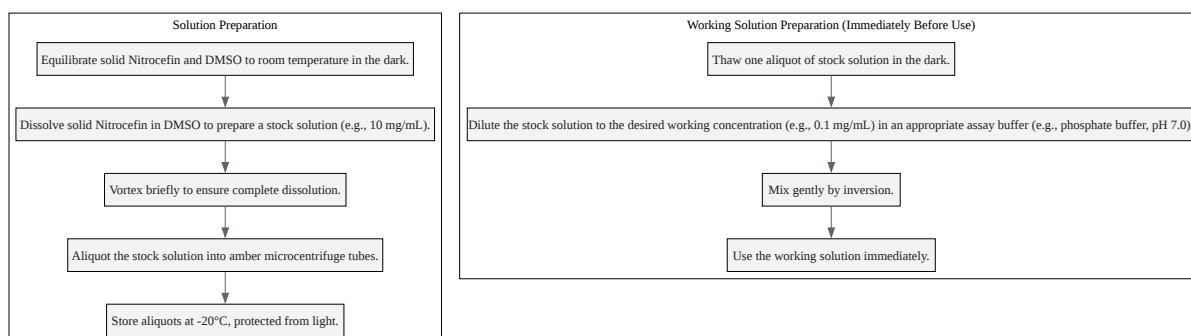 Solution Preparation
Equilibrate solid Nitrocefin and DMSO to room temperature in the dark.
Dissolve solid Nitrocefin in DMSO to prepare a stock solution (e.g., 10 mg/mL).
Vortex briefly to ensure complete dissolution.
Aliquot the stock solution into amber microcentrifuge tubes.
Store aliquots at -20°C, protected from light.
Working Solution Preparation (Immediately Before Use)
Thaw one aliquot of stock solution in the dark.
Dilute the stock solution to the desired working concentration (e.g., 0.1 mg/mL) in an appropriate assay buffer (e.g., phosphate buffer, pH 7.0)
Mix gently by inversion.
Use the working solution immediately.